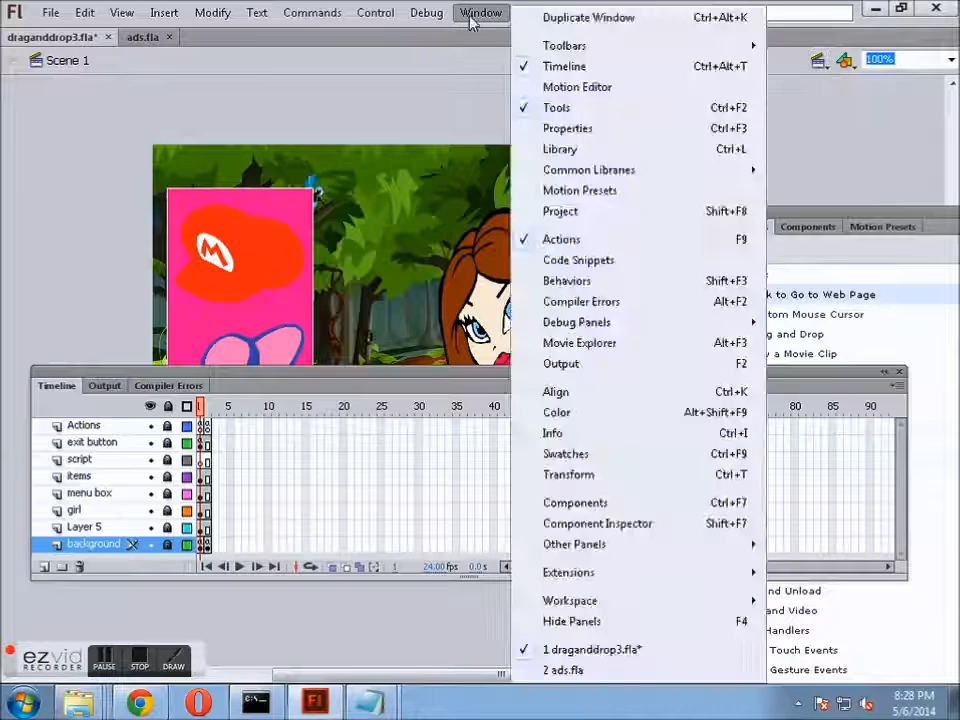 Fl File Edit View Insert Modify Text Commands Control Debug Window
draganddrop3.fla* × ads.fla ×
Scene 1
100%
Duplicate Window Ctrl+Alt+K
Toolbars
Timeline Ctrl+Alt+T
Motion Editor
Tools Ctrl+F2
Properties Ctrl+F3
Library Ctrl+L
Common Libraries
Motion Presets
Project Shift+F8
Actions F9
Code Snippets
Behaviors Shift+F3
Compiler Errors Alt+F2
Debug Panels
Movie Explorer Alt+F3
Output F2
Align Ctrl+K
Color Alt+Shift+F9
Info Ctrl+I
Swatches Ctrl+F9
Transform Ctrl+T
Components Ctrl+F7
Component Inspector Shift+F7
Other Panels
Extensions
Workspace
Hide Panels F4
1 draganddrop3.fla*
2 ads.fla
M
Components Motion Presets
k to Go to Web Page
tom Mouse Cursor
g and Drop
y a Movie Clip
Timeline Output Compiler Errors
1 5 10 15 20 25 30 35 40 80 85 90
Actions
exit button
script
items
menu box
girl
Layer 5
background
1 24.00 fps 0.0 s
nd Unload
nd Video
Handlers
Touch Events
Gesture Events
ezvid
RECORDER
PAUSE STOP DRAW
C:\_
Fl
8:28 PM
5/6/2014